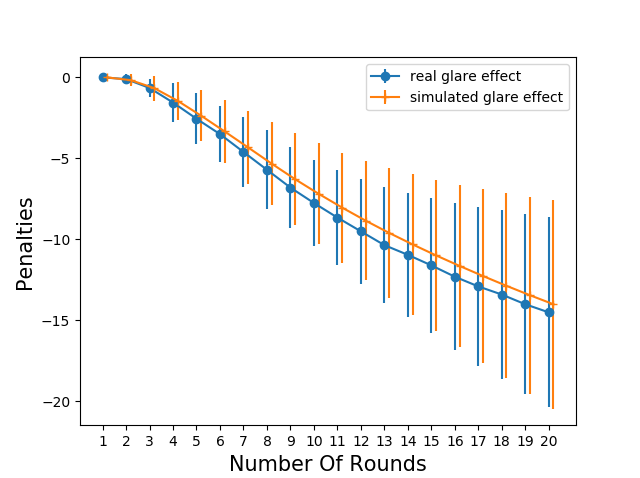 real glare effect
simulated glare effect
0
−5
−10
−15
−20
Penalties
1 2 3 4 5 6 7 8 9 10 11 12 13 14 15 16 17 18 19 20
Number Of Rounds